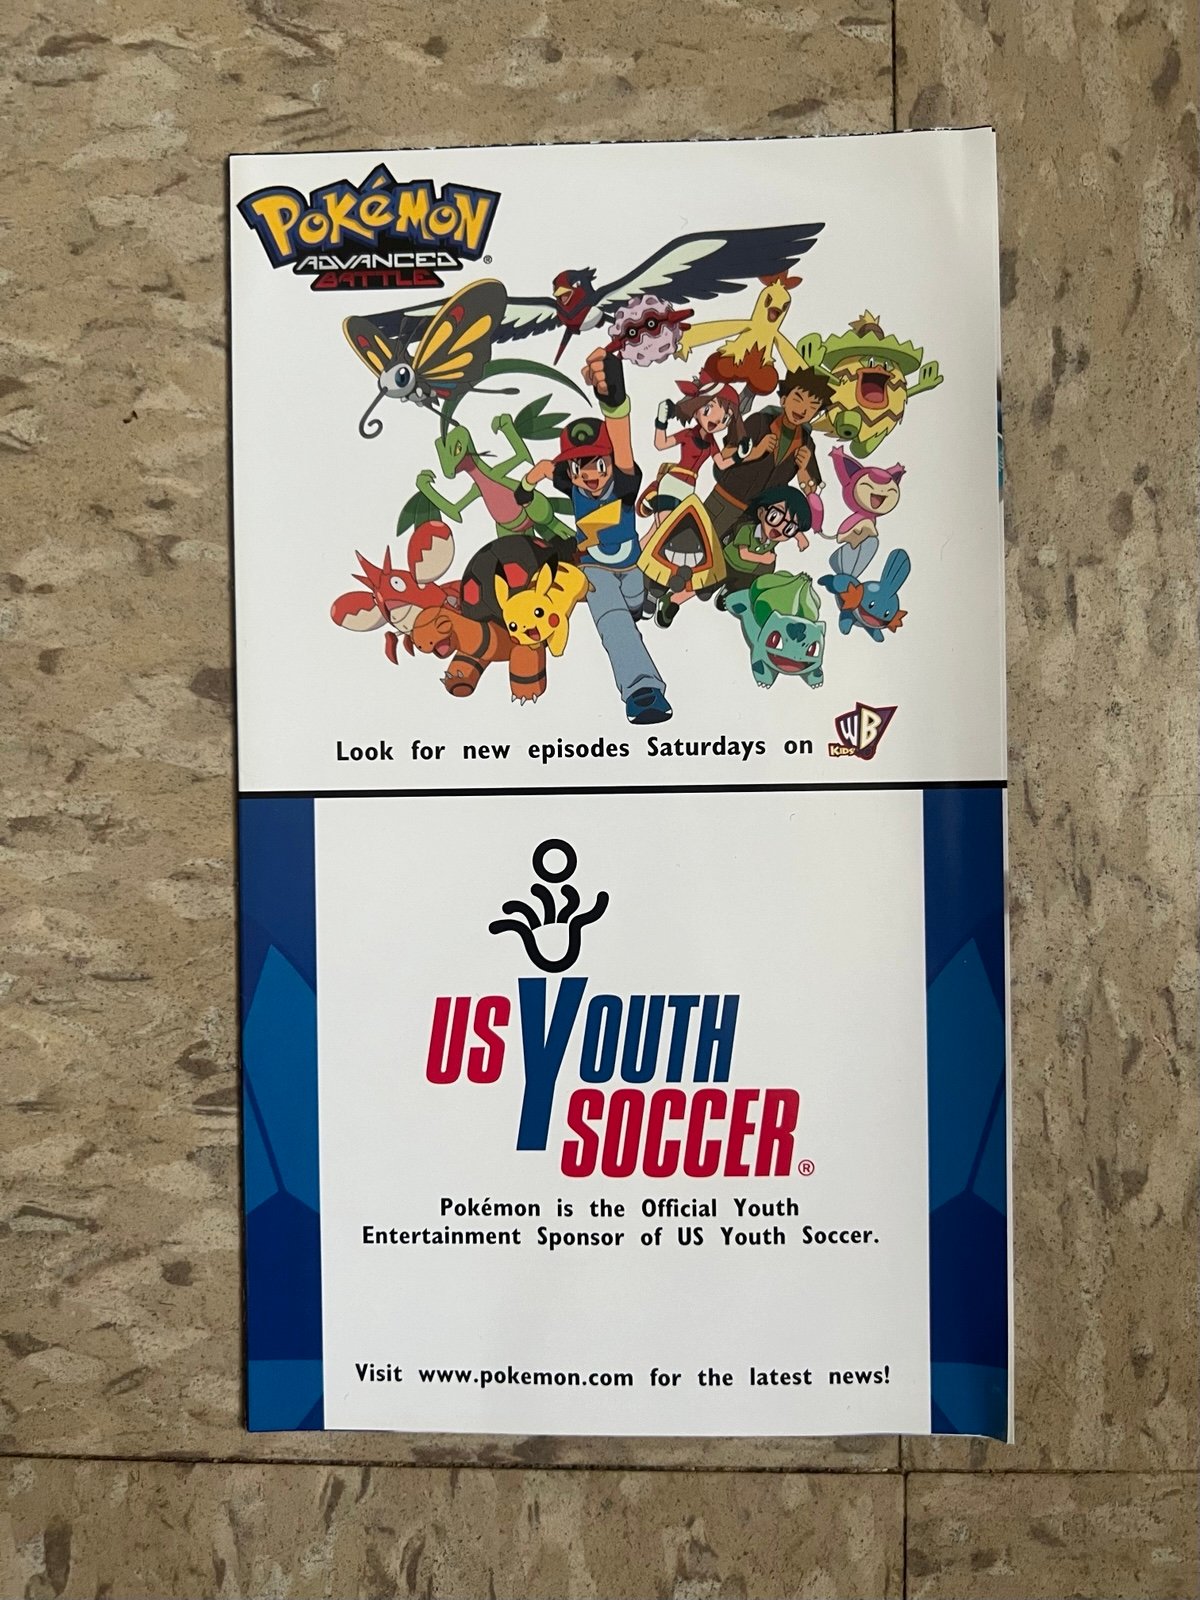 POKéMON
ADVANCED
BATTLE®
Look for new episodes Saturdays on
WB
KIDS
US YOUTH
SOCCER®
Pokémon is the Official Youth
Entertainment Sponsor of US Youth Soccer.
Visit www.pokemon.com for the latest news!